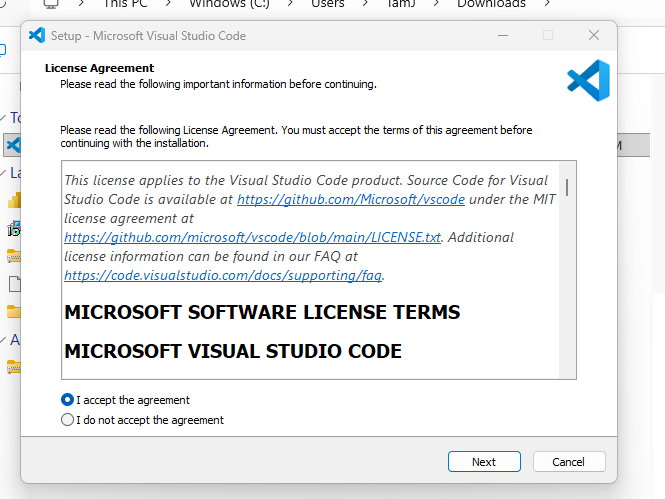 This PC
Windows (C:)
Users
IamJ
Downloads
Setup - Microsoft Visual Studio Code
License Agreement
Please read the following important information before continuing.
Please read the following License Agreement. You must accept the terms of this agreement before
continuing with the installation.
This license applies to the Visual Studio Code product. Source Code for Visual
Studio Code is available at https://github.com/Microsoft/vscode under the MIT
license agreement at
https://github.com/microsoft/vscode/blob/main/LICENSE.txt. Additional
license information can be found in our FAQ at
https://code.visualstudio.com/docs/supporting/faq.
MICROSOFT SOFTWARE LICENSE TERMS
MICROSOFT VISUAL STUDIO CODE
I accept the agreement
I do not accept the agreement
Next
Cancel
To
La
A
M